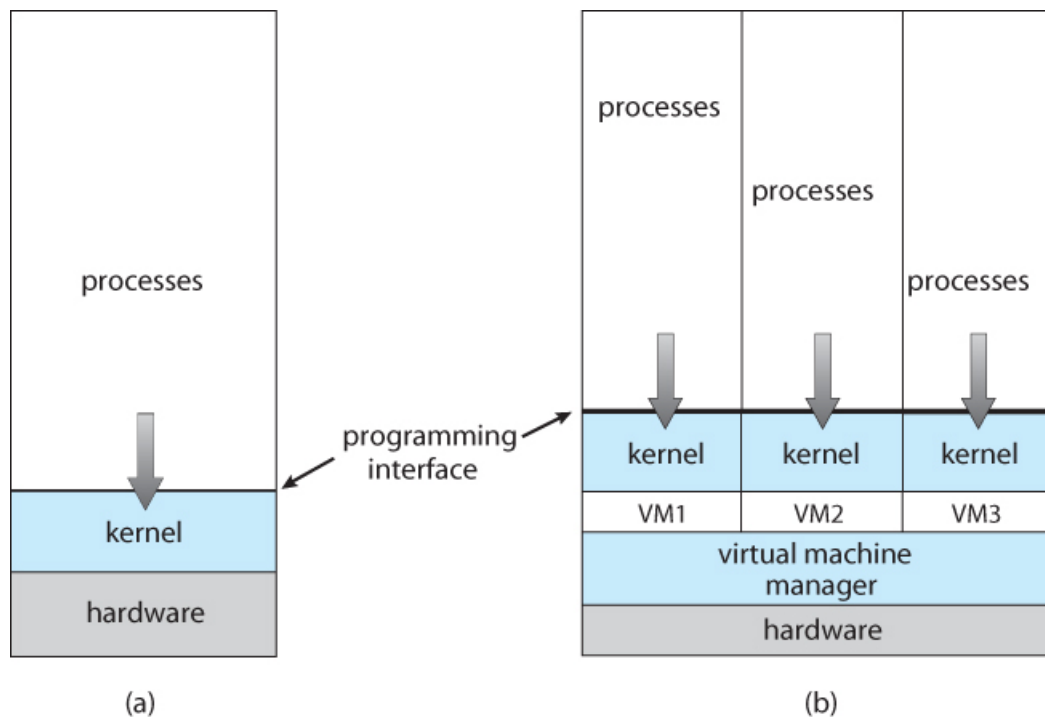 processes
kernel
hardware
(a)
programming
interface
processes
processes
processes
kernel
kernel
kernel
VM1
VM2
VM3
virtual machine
manager
hardware
(b)